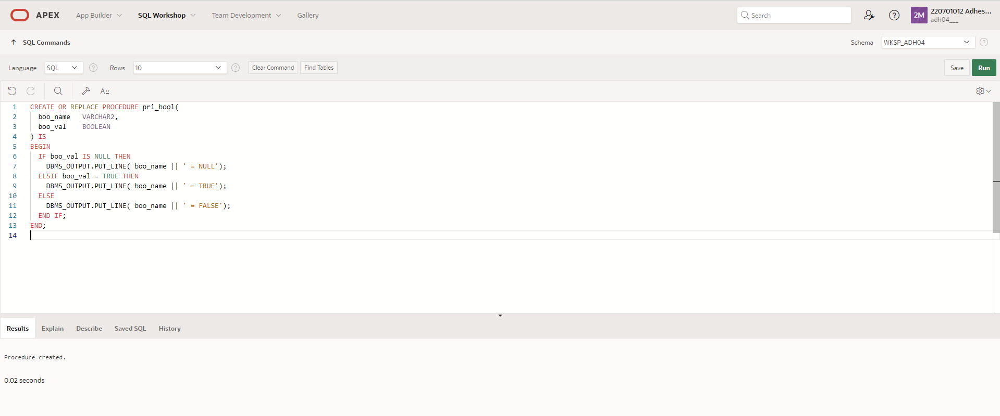 APEX App Builder SQL Workshop Team Development Gallery Search 2M 220701012 Adhes...
adh04___
SQL Commands Schema WKSP_ADH04
Language SQL Rows 10 Clear Command Find Tables Save Run
A::
1 CREATE OR REPLACE PROCEDURE pri_bool(
2 boo_name VARCHAR2,
3 boo_val BOOLEAN
4 ) IS
5 BEGIN
6 IF boo_val IS NULL THEN
7 DBMS_OUTPUT.PUT_LINE( boo_name || ' = NULL');
8 ELSIF boo_val = TRUE THEN
9 DBMS_OUTPUT.PUT_LINE( boo_name || ' = TRUE');
10 ELSE
11 DBMS_OUTPUT.PUT_LINE( boo_name || ' = FALSE');
12 END IF;
13 END;
14
Results Explain Describe Saved SQL History
Procedure created.
0.02 seconds